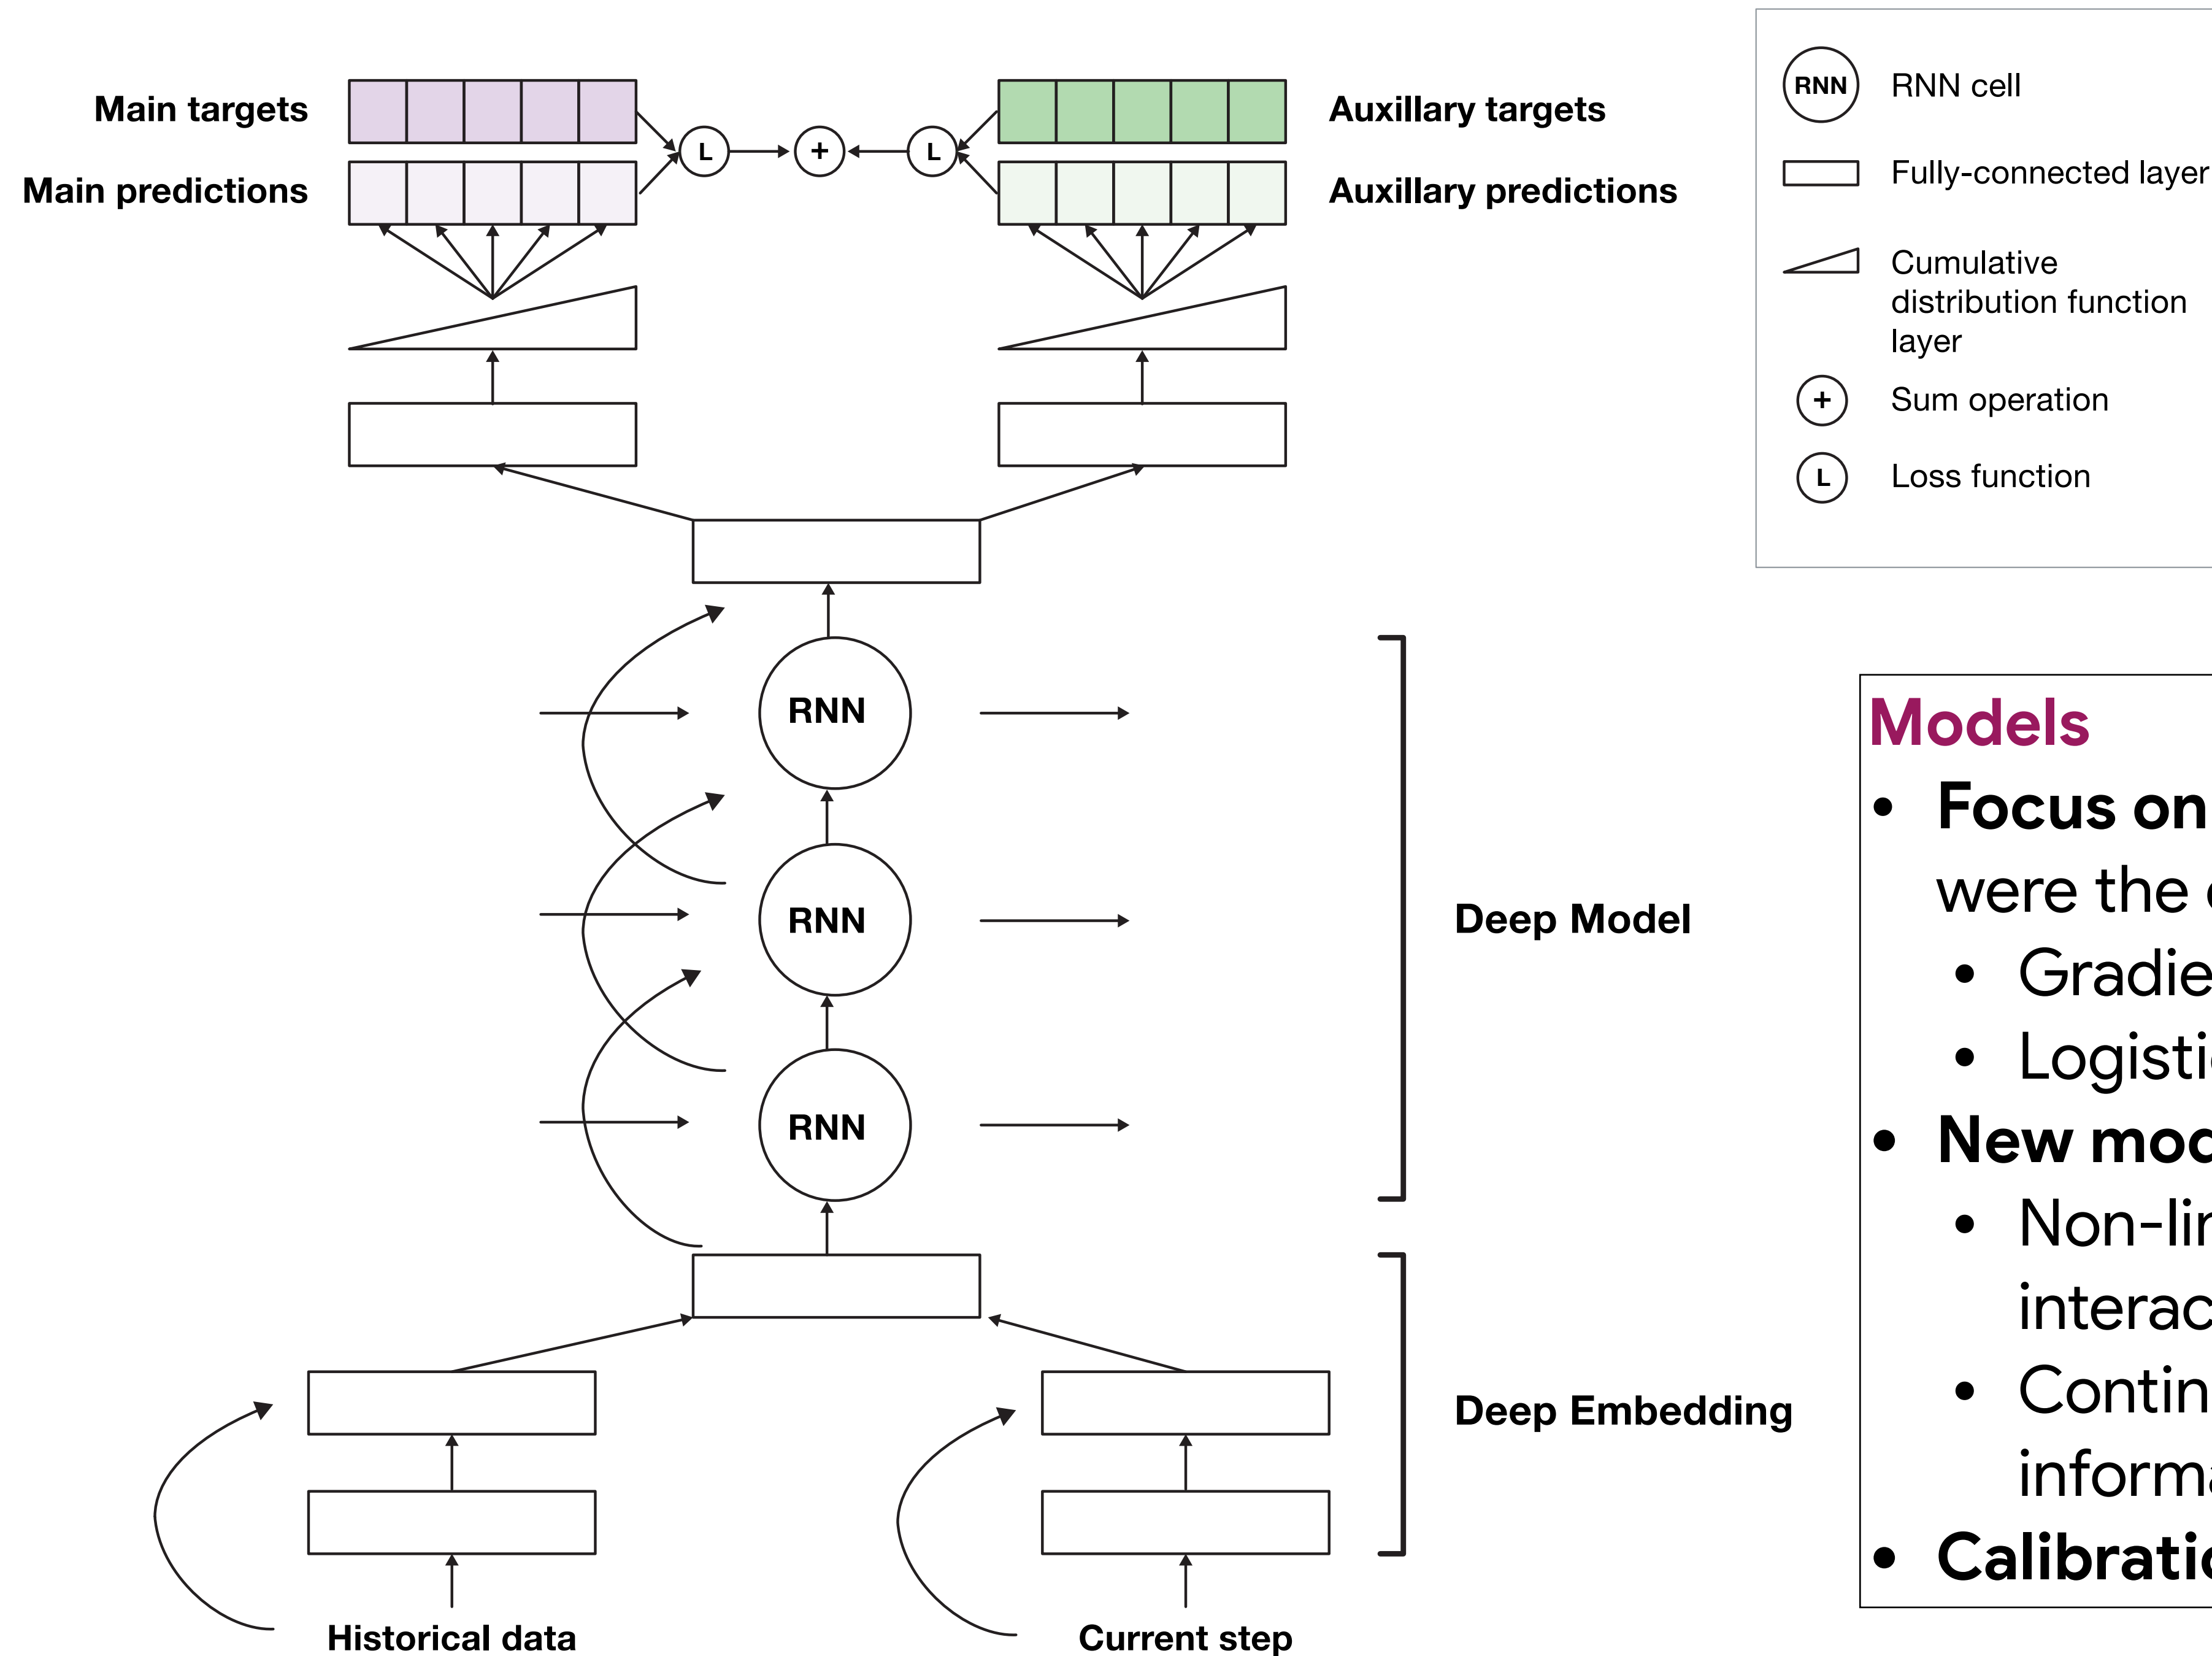 Main targets
Main predictions
L
+
L
Auxillary targets
Auxillary predictions
RNN
RNN cell
Fully-connected layer
Cumulative
distribution function
layer
+
Sum operation
L
Loss function
RNN
RNN
RNN
Deep Model
Deep Embedding
Historical data
Current step
Models
• Focus on
were the
• Gradie
• Logisti
• New mod
• Non-lin
interac
• Contin
informa
• Calibratio